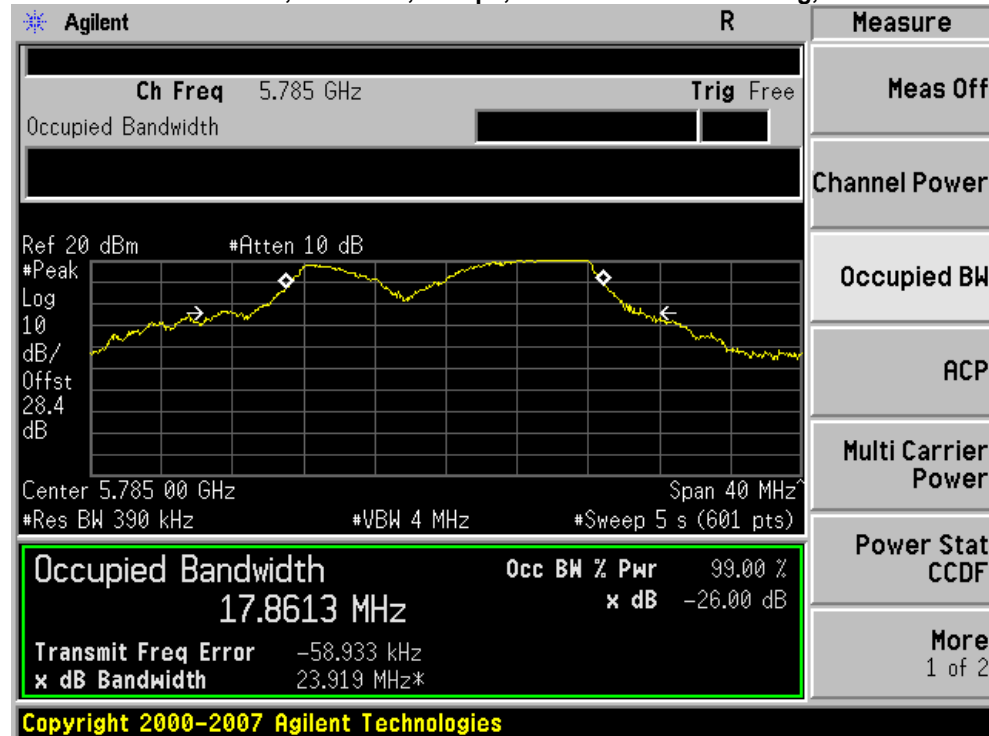 Agilent R Measure
Ch Freq 5.785 GHz Trig Free
Occupied Bandwidth
Meas Off
Channel Power
Occupied BW
ACP
Multi Carrier
Power
Power Stat
CCDF
More
1 of 2
Ref 20 dBm #Atten 10 dB
#Peak
Log
10
dB/
Offst
28.4
dB
Center 5.785 00 GHz Span 40 MHz^
#Res BW 390 kHz #VBW 4 MHz #Sweep 5 s (601 pts)
Occupied Bandwidth Occ BW % Pwr 99.00 %
17.8613 MHz x dB -26.00 dB
Transmit Freq Error -58.933 kHz
x dB Bandwidth 23.919 MHz*
Copyright 2000-2007 Agilent Technologies